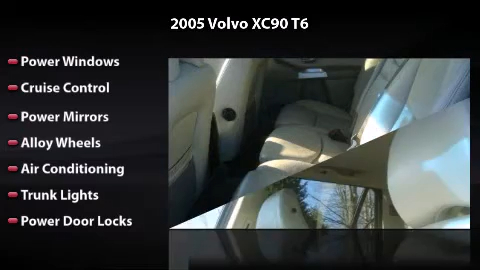 2005 Volvo XC90 T6
Power Windows
Cruise Control
Power Mirrors
Alloy Wheels
Air Conditioning
Trunk Lights
Power Door Locks